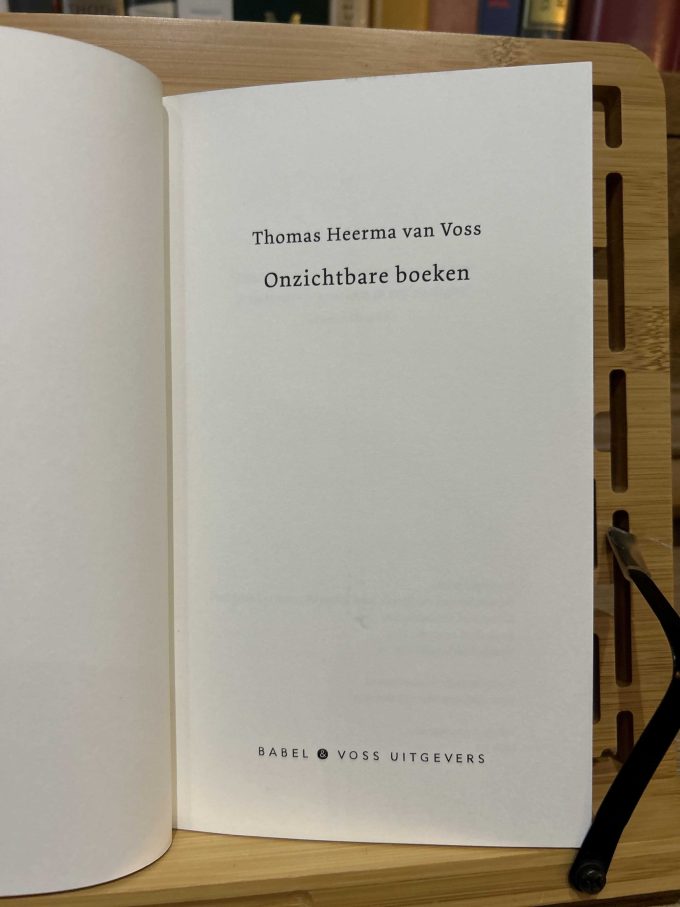 Thomas Heerma van Voss
Onzichtbare boeken
BABEL & VOSS UITGEVERS